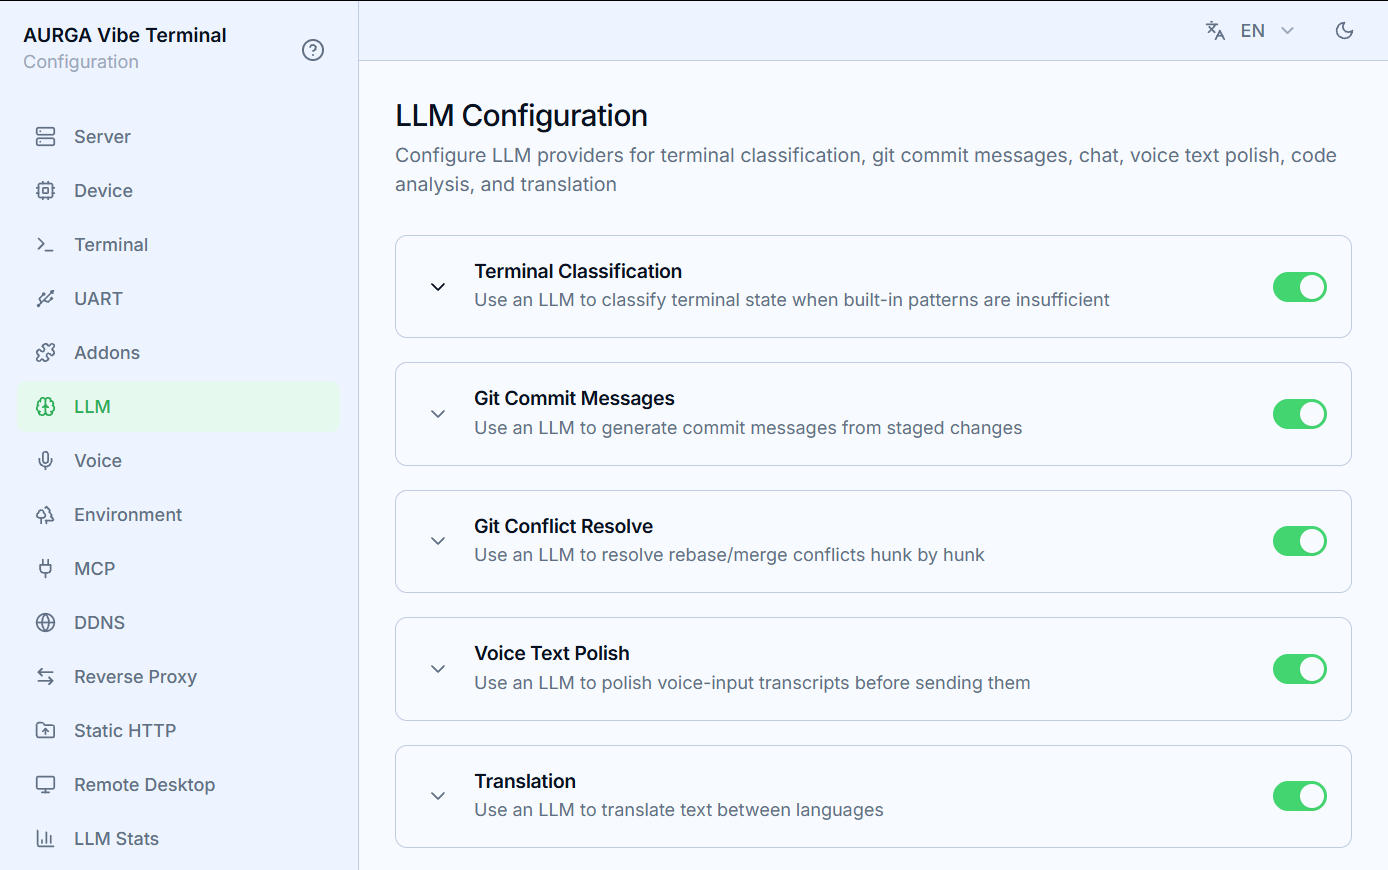 AURGA Vibe Terminal
Configuration
Server
Device
Terminal
UART
Addons
LLM
Voice
Environment
MCP
DDNS
Reverse Proxy
Static HTTP
Remote Desktop
LLM Stats
EN
LLM Configuration
Configure LLM providers for terminal classification, git commit messages, chat, voice text polish, code
analysis, and translation
Terminal Classification
Use an LLM to classify terminal state when built-in patterns are insufficient
Git Commit Messages
Use an LLM to generate commit messages from staged changes
Git Conflict Resolve
Use an LLM to resolve rebase/merge conflicts hunk by hunk
Voice Text Polish
Use an LLM to polish voice-input transcripts before sending them
Translation
Use an LLM to translate text between languages